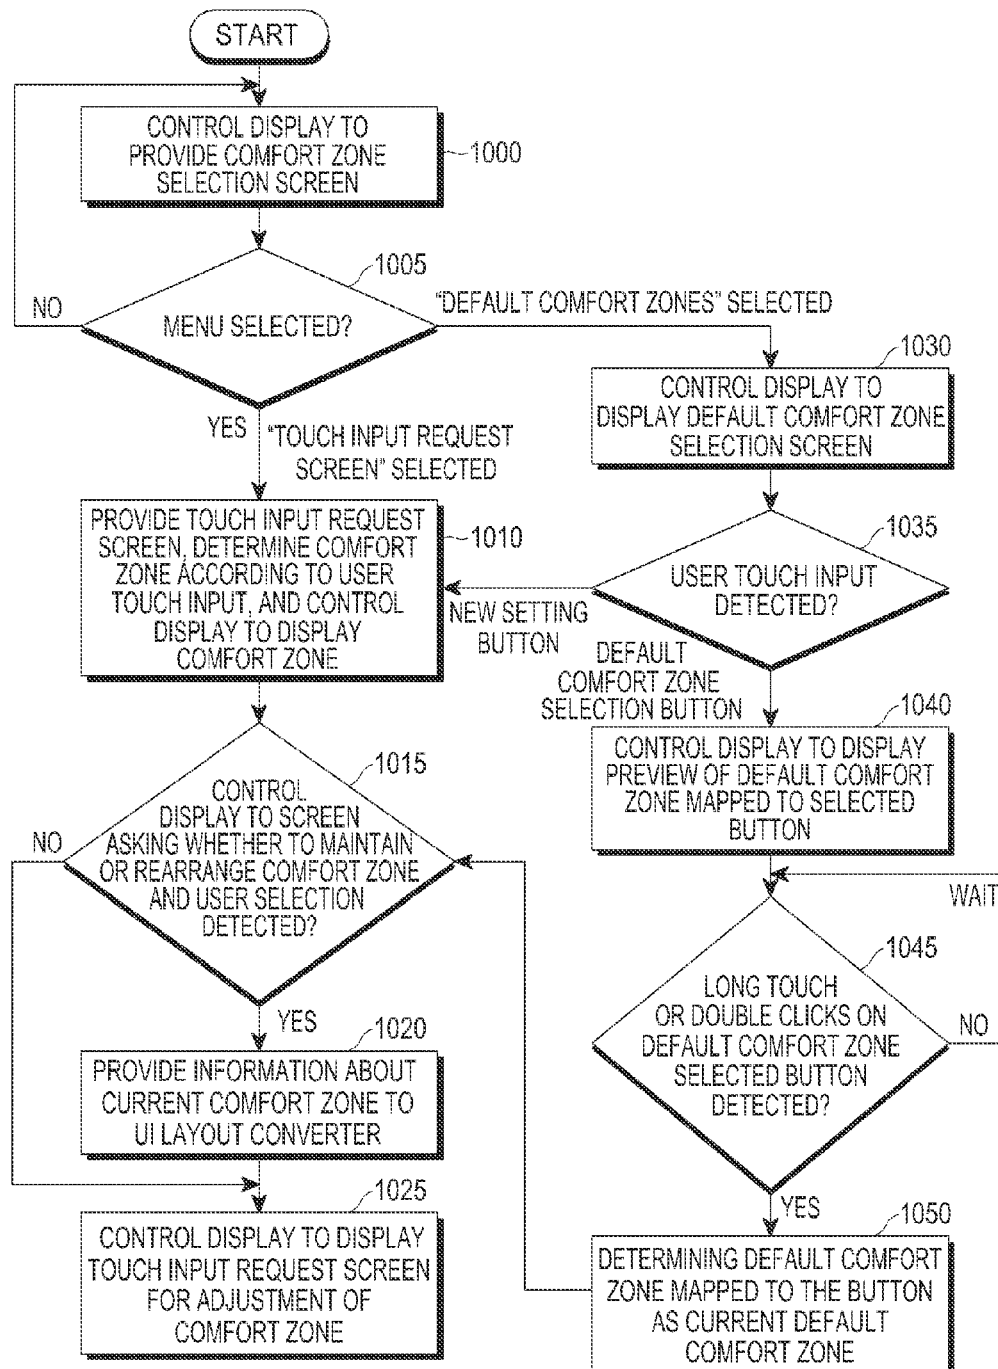 START
CONTROL DISPLAY TO
PROVIDE COMFORT ZONE
SELECTION SCREEN
1000
1005
MENU SELECTED?
NO
"DEFAULT COMFORT ZONES" SELECTED
YES
"TOUCH INPUT REQUEST
SCREEN" SELECTED
1030
CONTROL DISPLAY TO
DISPLAY DEFAULT COMFORT ZONE
SELECTION SCREEN
PROVIDE TOUCH INPUT REQUEST
SCREEN, DETERMINE COMFORT
ZONE ACCORDING TO USER
TOUCH INPUT, AND CONTROL
DISPLAY TO DISPLAY
COMFORT ZONE
1010
1035
USER TOUCH INPUT
DETECTED?
NEW SETTING
BUTTON
DEFAULT
COMFORT ZONE
SELECTION BUTTON
1040
CONTROL DISPLAY TO DISPLAY
PREVIEW OF DEFAULT COMFORT
ZONE MAPPED TO SELECTED
BUTTON
1015
CONTROL
DISPLAY TO SCREEN
ASKING WHETHER TO MAINTAIN
OR REARRANGE COMFORT ZONE
AND USER SELECTION
DETECTED?
NO
YES
WAIT
1045
LONG TOUCH
OR DOUBLE CLICKS ON
DEFAULT COMFORT ZONE
SELECTED BUTTON
DETECTED?
NO
YES
1020
PROVIDE INFORMATION ABOUT
CURRENT COMFORT ZONE TO
UI LAYOUT CONVERTER
1025
CONTROL DISPLAY TO DISPLAY
TOUCH INPUT REQUEST SCREEN
FOR ADJUSTMENT OF
COMFORT ZONE
1050
DETERMINING DEFAULT COMFORT
ZONE MAPPED TO THE BUTTON
AS CURRENT DEFAULT
COMFORT ZONE